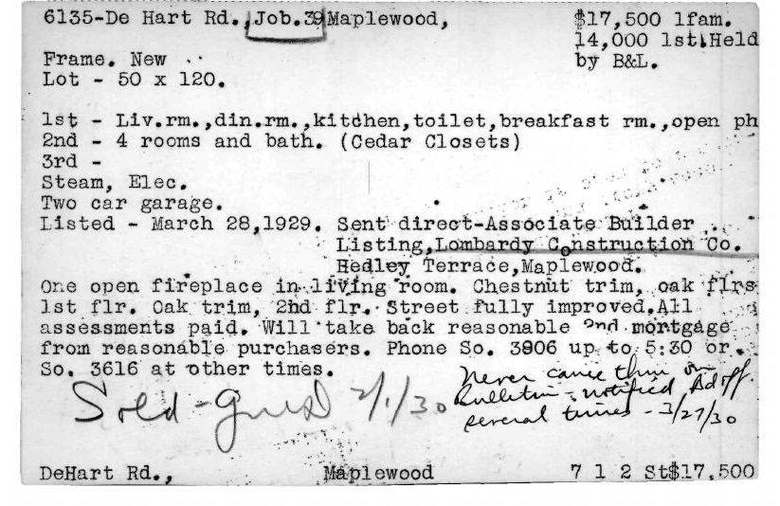 6135-De Hart Rd., Job.39 Maplewood, $17,500 1fam.
14,000 1st.Held
Frame. New by B&L.
Lot - 50 x 120.
1st - Liv.rm.,din.rm.,kitchen,toilet,breakfast rm.,open ph
2nd - 4 rooms and bath. (Cedar Closets)
3rd -
Steam, Elec.
Two car garage.
Listed - March 28,1929. Sent direct-Associate Builder
Listing,Lombardy Construction Co.
Hedley Terrace,Maplewood.
One open fireplace in living room. Chestnut trim, oak flrs
1st flr. Oak trim, 2nd flr. Street fully improved.All
assessments paid. Will take back reasonable 2nd mortgage
from reasonable purchasers. Phone So. 3906 up to 5:30 or
So. 3616 at other times.
Never came thru on
Sold - 2/1/30 Bulletin - notified
several times - 3/27/30
DeHart Rd., Maplewood 7 1 2 St$17,500